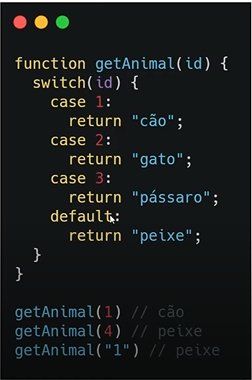 function getAnimal(id) {
  switch(id) {
    case 1:
      return "cão";
    case 2:
      return "gato";
    case 3:
      return "pássaro";
    default:
      return "peixe";
  }
}

getAnimal(1) // cão
getAnimal(4) // peixe
getAnimal("1") // peixe